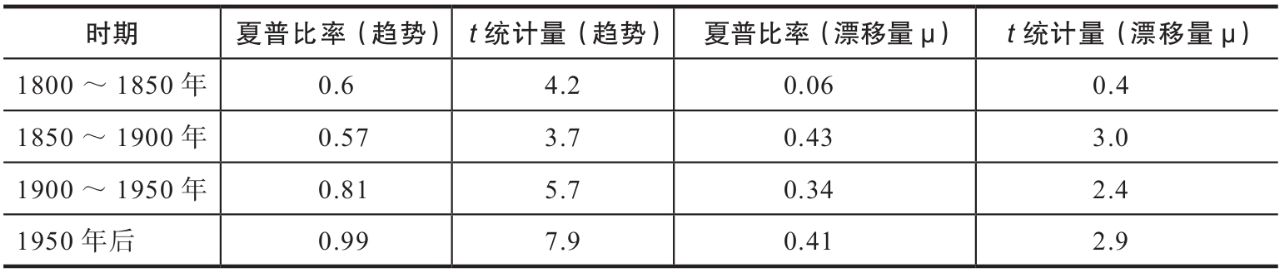 时期 夏普比率（趋势） t 统计量（趋势） 夏普比率（漂移量 μ） t 统计量（漂移量 μ）
1800 ～ 1850 年 0.6 4.2 0.06 0.4
1850 ～ 1900 年 0.57 3.7 0.43 3.0
1900 ～ 1950 年 0.81 5.7 0.34 2.4
1950 年后 0.99 7.9 0.41 2.9